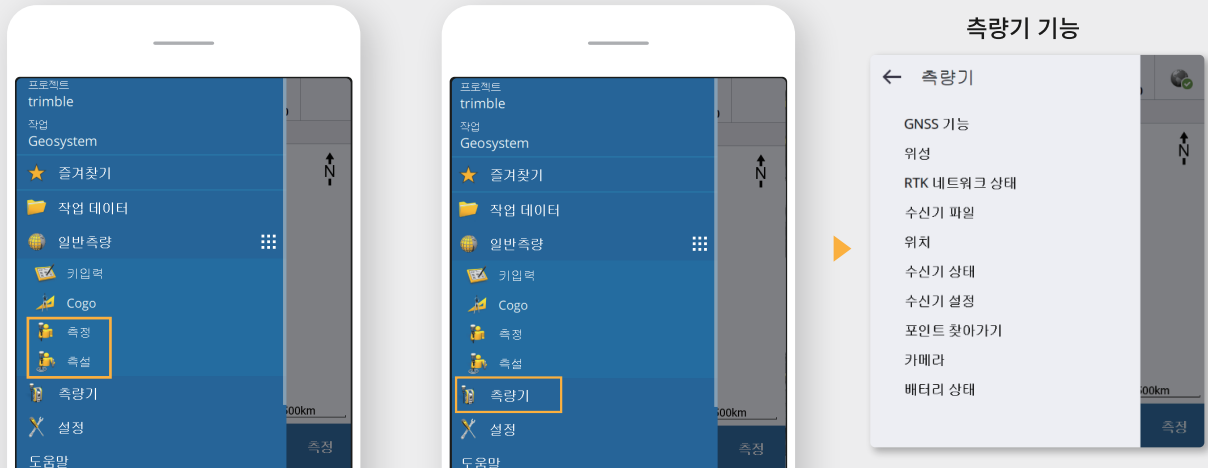 프로젝트
trimble
작업
Geosystem
즐겨찾기
작업 데이터
일반측량
키입력
Cogo
측정
측설
측량기
설정
도움말
N
500km
측정
프로젝트
trimble
작업
Geosystem
즐겨찾기
작업 데이터
일반측량
키입력
Cogo
측정
측설
측량기
설정
도움말
N
500km
측정
측량기 기능
측량기
GNSS 기능
위성
RTK 네트워크 상태
수신기 파일
위치
수신기 상태
수신기 설정
포인트 찾아가기
카메라
배터리 상태
N
500km
측정